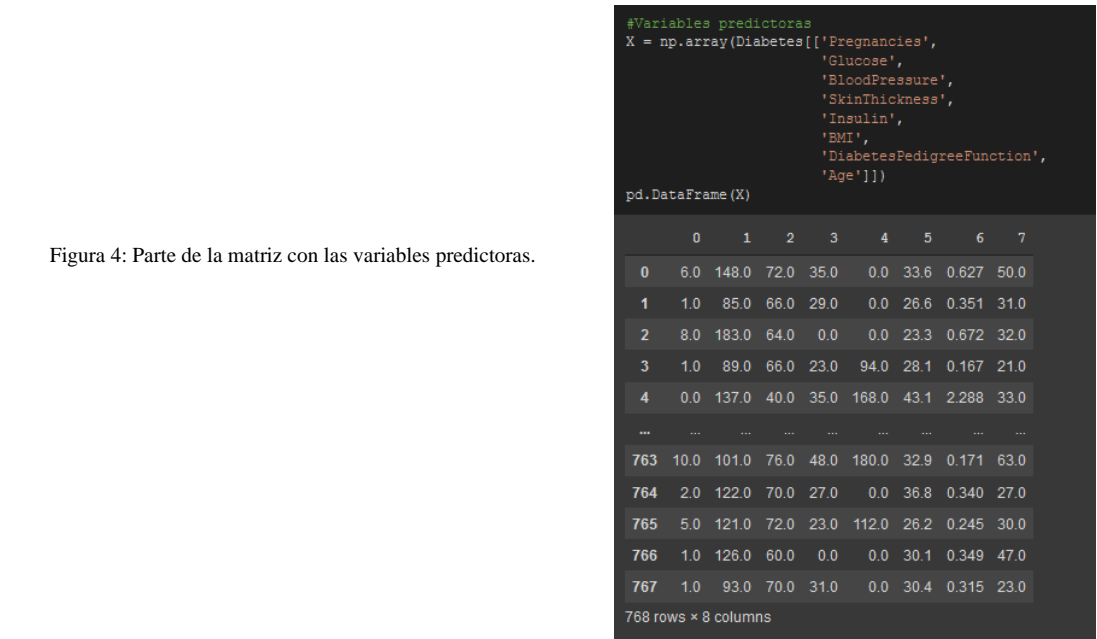 Figura 4: Parte de la matriz con las variables predictoras.
#Variables predictoras
X = np.array(Diabetes[['Pregnancies',
'Glucose',
'BloodPressure',
'SkinThickness',
'Insulin',
'BMI',
'DiabetesPedigreeFunction',
'Age']])
pd.DataFrame(X)
0 1 2 3 4 5 6 7
0 6.0 148.0 72.0 35.0 0.0 33.6 0.627 50.0
1 1.0 85.0 66.0 29.0 0.0 26.6 0.351 31.0
2 8.0 183.0 64.0 0.0 0.0 23.3 0.672 32.0
3 1.0 89.0 66.0 23.0 94.0 28.1 0.167 21.0
4 0.0 137.0 40.0 35.0 168.0 43.1 2.288 33.0
... ... ... ... ... ... ... ... ...
763 10.0 101.0 76.0 48.0 180.0 32.9 0.171 63.0
764 2.0 122.0 70.0 27.0 0.0 36.8 0.340 27.0
765 5.0 121.0 72.0 23.0 112.0 26.2 0.245 30.0
766 1.0 126.0 60.0 0.0 0.0 30.1 0.349 47.0
767 1.0 93.0 70.0 31.0 0.0 30.4 0.315 23.0
768 rows × 8 columns